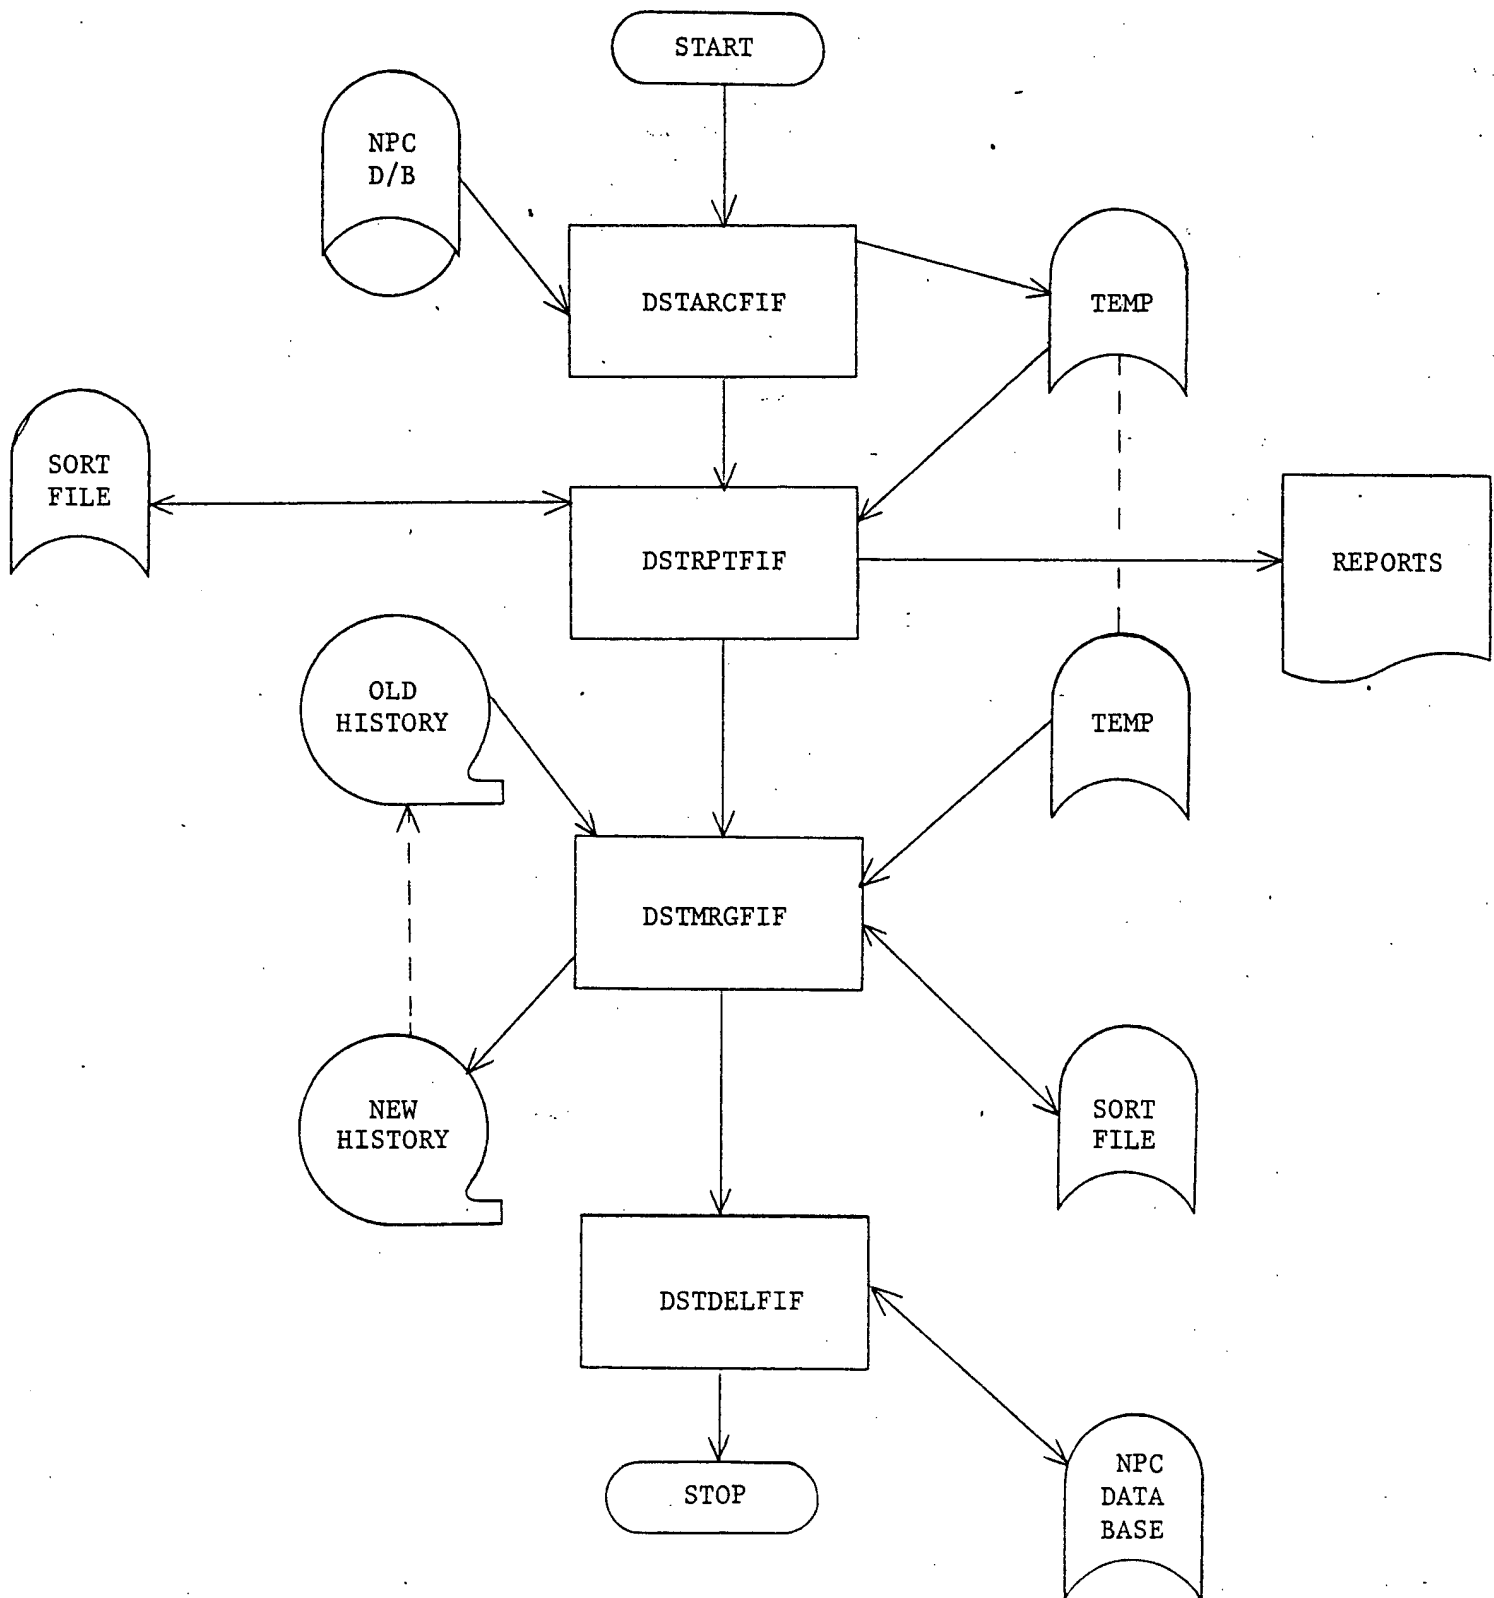 START
NPC
D/B
DSTARCFIF
TEMP
SORT
FILE
DSTRPTFIF
REPORTS
OLD
HISTORY
TEMP
DSTMRGFIF
NEW
HISTORY
SORT
FILE
DSTDELFIF
STOP
NPC
DATA
BASE